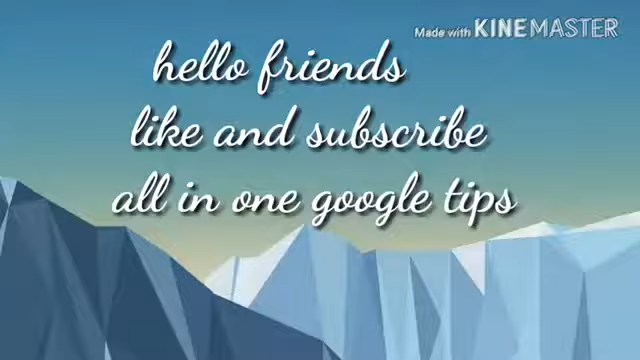 Made with KINEMASTER
hello friends
like and subscribe
all in one google tips